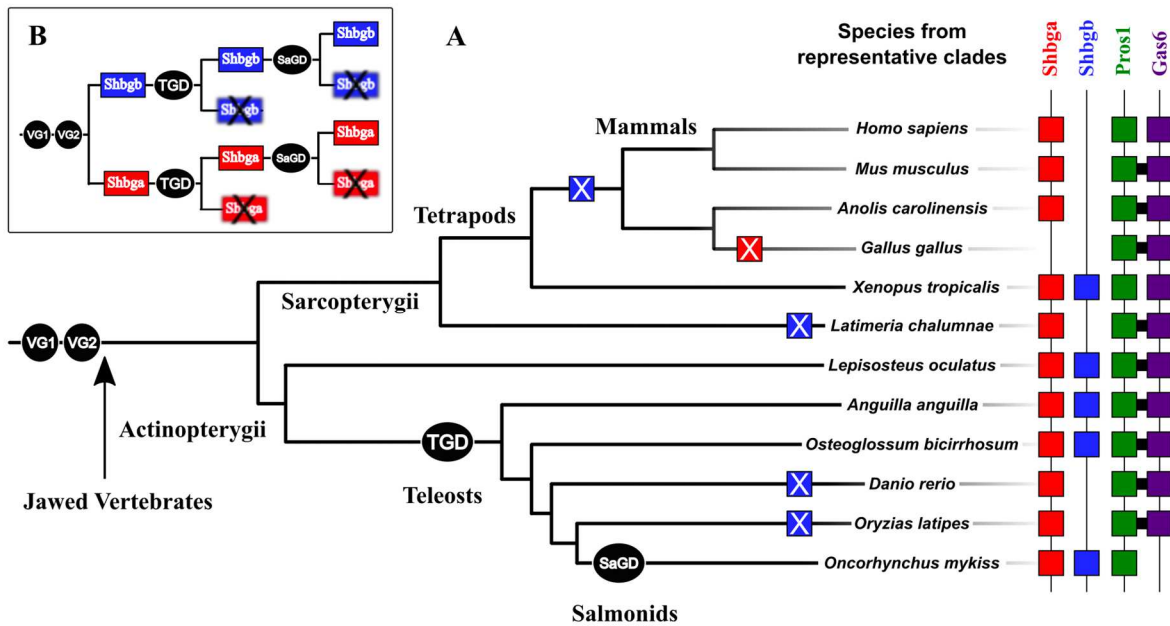 B
Shbgb
Shbgb
SaGD
Shbgb
TGD
Shbgb
Shbgb
VG1
VG2
Shbga
TGD
Shbga
SaGD
Shbga
Shbga
Shbga
A
Species from
representative clades
Shbga
Shbgb
Pros1
Gas6
Mammals
Homo sapiens
Mus musculus
X
Tetrapods
Anolis carolinensis
X
Gallus gallus
Sarcopterygii
Xenopus tropicalis
X
Latimeria chalumnae
VG1
VG2
Lepisosteus oculatus
Actinopterygii
Anguilla anguilla
TGD
Osteoglossum bicirrhosum
Teleosts
X
Danio rerio
Jawed Vertebrates
X
Oryzias latipes
SaGD
Oncorhynchus mykiss
Salmonids